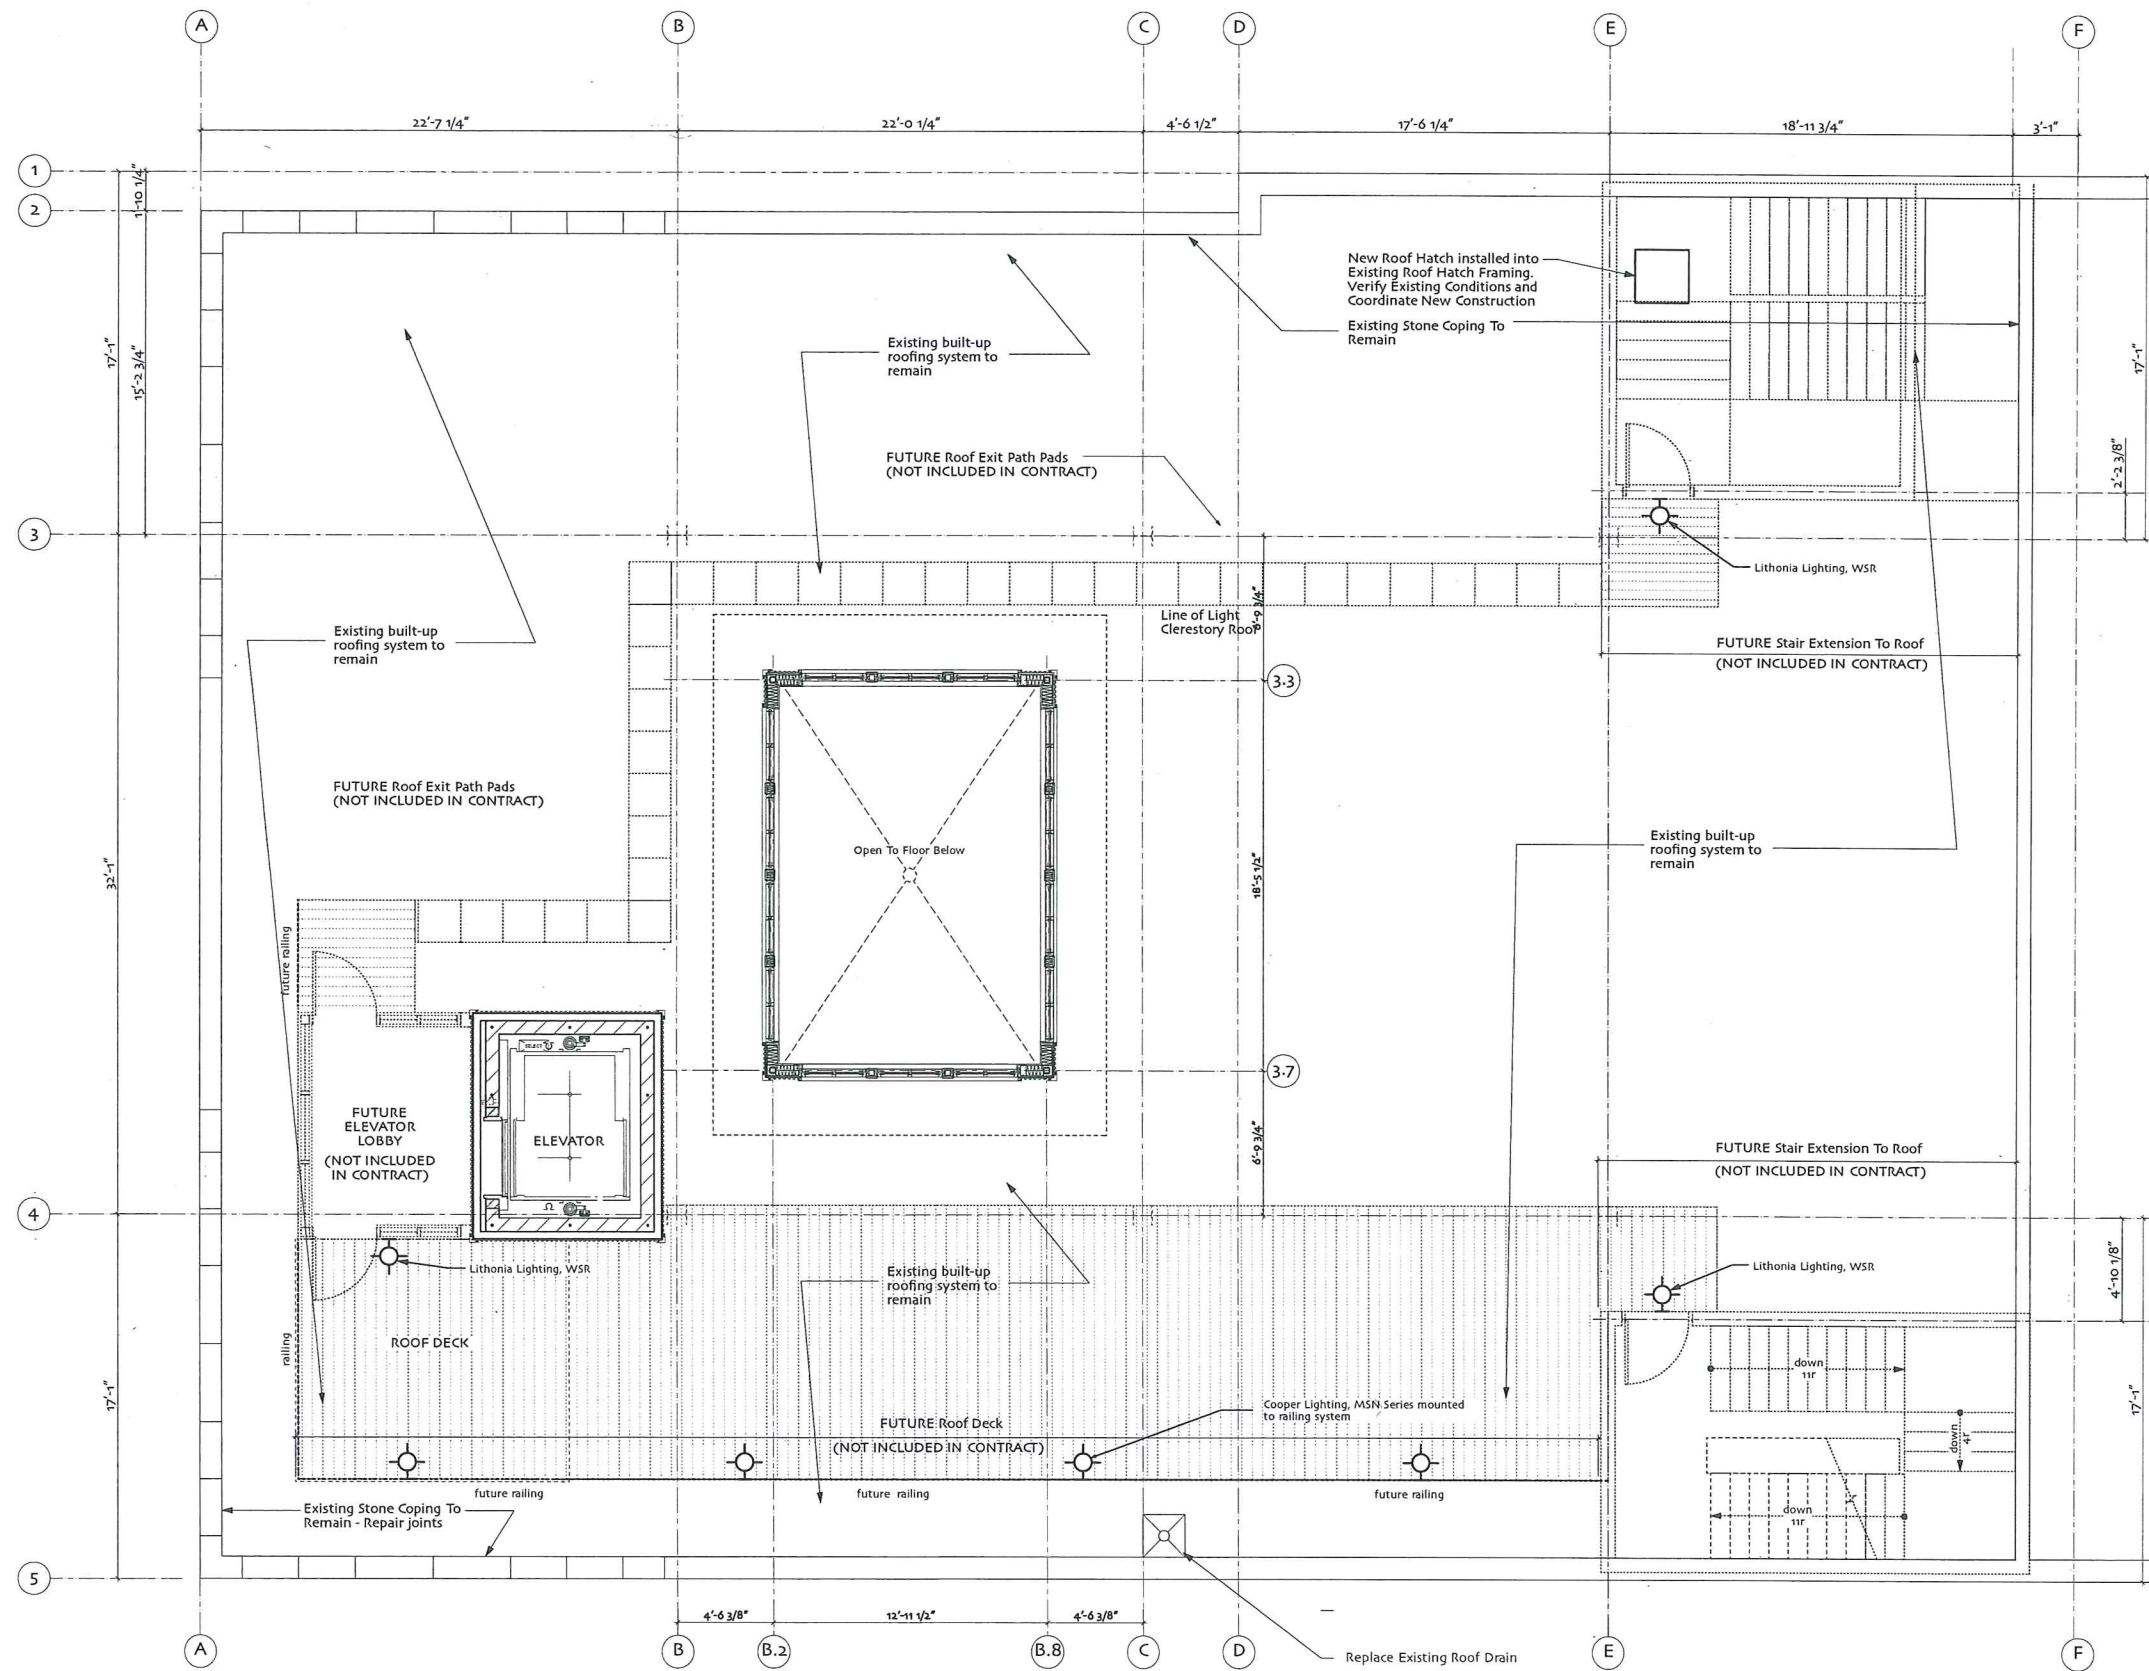 A
B
C
D
E
F
22'-7 1/4"
22'-0 1/4"
4'-6 1/2"
17'-6 1/4"
18'-11 3/4"
3'-1"
1
2
1'-10 1/4"
17'-1"
15'-2 3/4"
New Roof Hatch installed into
Existing Roof Hatch Framing.
Verify Existing Conditions and
Coordinate New Construction
Existing Stone Coping To
Remain
Existing built-up
roofing system to
remain
17'-1"
2'-2 3/8"
FUTURE Roof Exit Path Pads
(NOT INCLUDED IN CONTRACT)
3
Lithonia Lighting, WSR
6'-9 3/4"
Line of Light
Clerestory Roof
Existing built-up
roofing system to
remain
FUTURE Stair Extension To Roof
(NOT INCLUDED IN CONTRACT)
3.3
FUTURE Roof Exit Path Pads
(NOT INCLUDED IN CONTRACT)
Open To Floor Below
Existing built-up
roofing system to
remain
32'-1"
18'-5 1/2"
future railing
SELECT
3.7
FUTURE
ELEVATOR
LOBBY
(NOT INCLUDED
IN CONTRACT)
ELEVATOR
6'-9 3/4"
FUTURE Stair Extension To Roof
(NOT INCLUDED IN CONTRACT)
4
Lithonia Lighting, WSR
Existing built-up
roofing system to
remain
Lithonia Lighting, WSR
4'-10 1/8"
railing
ROOF DECK
down
11r
17'-1"
17'-1"
Cooper Lighting, MSN Series mounted
to railing system
FUTURE Roof Deck
(NOT INCLUDED IN CONTRACT)
down
4r
future railing
future railing
future railing
Existing Stone Coping To
Remain - Repair joints
down
11r
5
4'-6 3/8"
12'-11 1/2"
4'-6 3/8"
A
B
B.2
B.8
C
D
E
F
Replace Existing Roof Drain